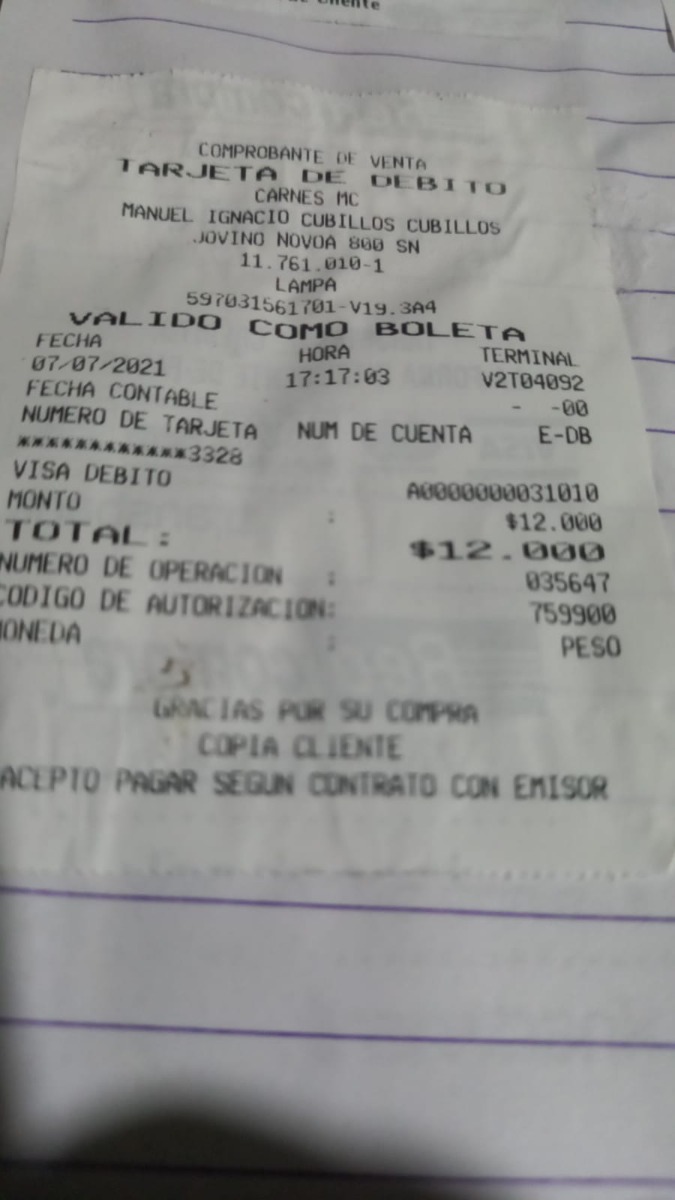 Cliente
COMPROBANTE DE VENTA
TARJETA DE DEBITO
CARNES MC
MANUEL IGNACIO CUBILLOS CUBILLOS
JOVINO NOVOA 800 SN
11.761.010-1
LAMPA
597031561701-V19.3A4
VALIDO COMO BOLETA
FECHA HORA TERMINAL
07/07/2021 17:17:03 V2T04092
FECHA CONTABLE - -00
NUMERO DE TARJETA NUM DE CUENTA E-DB
************3328
VISA DEBITO A0000000031010
MONTO : $12.000
TOTAL: $12.000
NUMERO DE OPERACION : 035647
CODIGO DE AUTORIZACION: 759900
MONEDA : PESO
GRACIAS POR SU COMPRA
COPIA CLIENTE
ACEPTO PAGAR SEGUN CONTRATO CON EMISOR